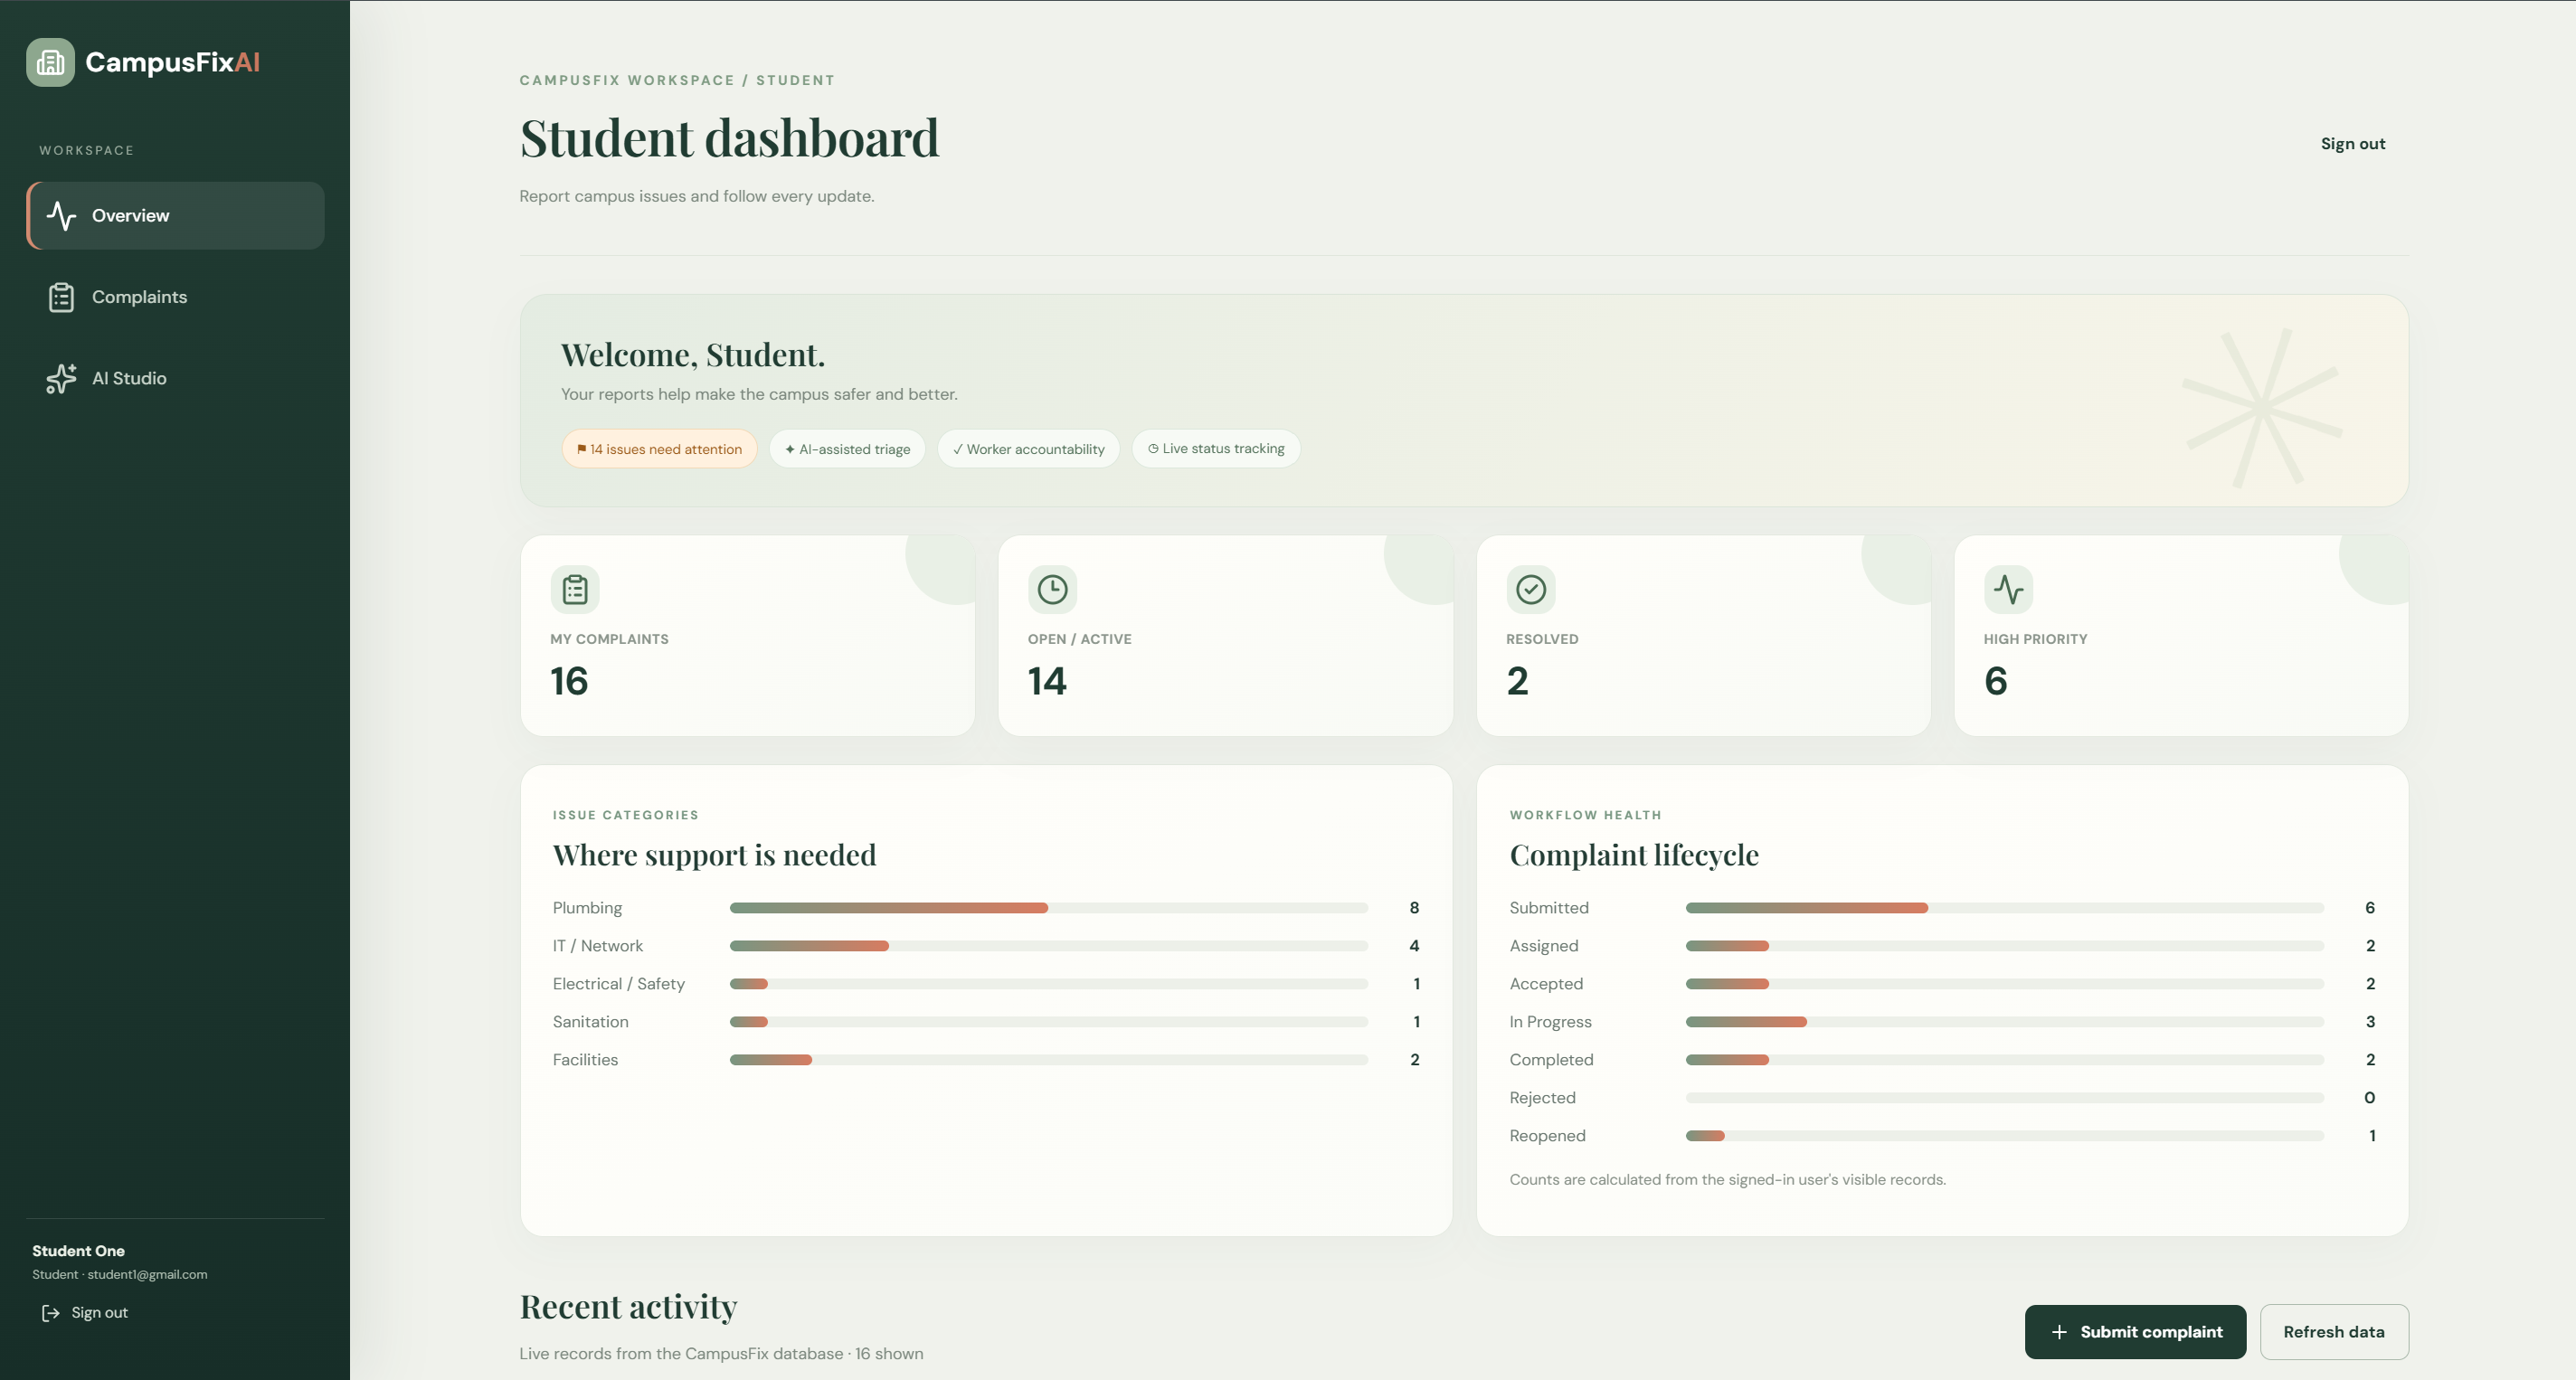 CampusFixAI
WORKSPACE
Overview
Complaints
AI Studio
Student One
Student · student1@gmail.com
Sign out
CAMPUSFIX WORKSPACE / STUDENT
Student dashboard
Report campus issues and follow every update.
Sign out
Welcome, Student.
Your reports help make the campus safer and better.
⚑ 14 issues need attention
✦ AI-assisted triage
✓ Worker accountability
◷ Live status tracking
MY COMPLAINTS
16
OPEN / ACTIVE
14
RESOLVED
2
HIGH PRIORITY
6
ISSUE CATEGORIES
Where support is needed
Plumbing 8
IT / Network 4
Electrical / Safety 1
Sanitation 1
Facilities 2
WORKFLOW HEALTH
Complaint lifecycle
Submitted 6
Assigned 2
Accepted 2
In Progress 3
Completed 2
Rejected 0
Reopened 1
Counts are calculated from the signed-in user's visible records.
Recent activity
Live records from the CampusFix database · 16 shown
+ Submit complaint
Refresh data